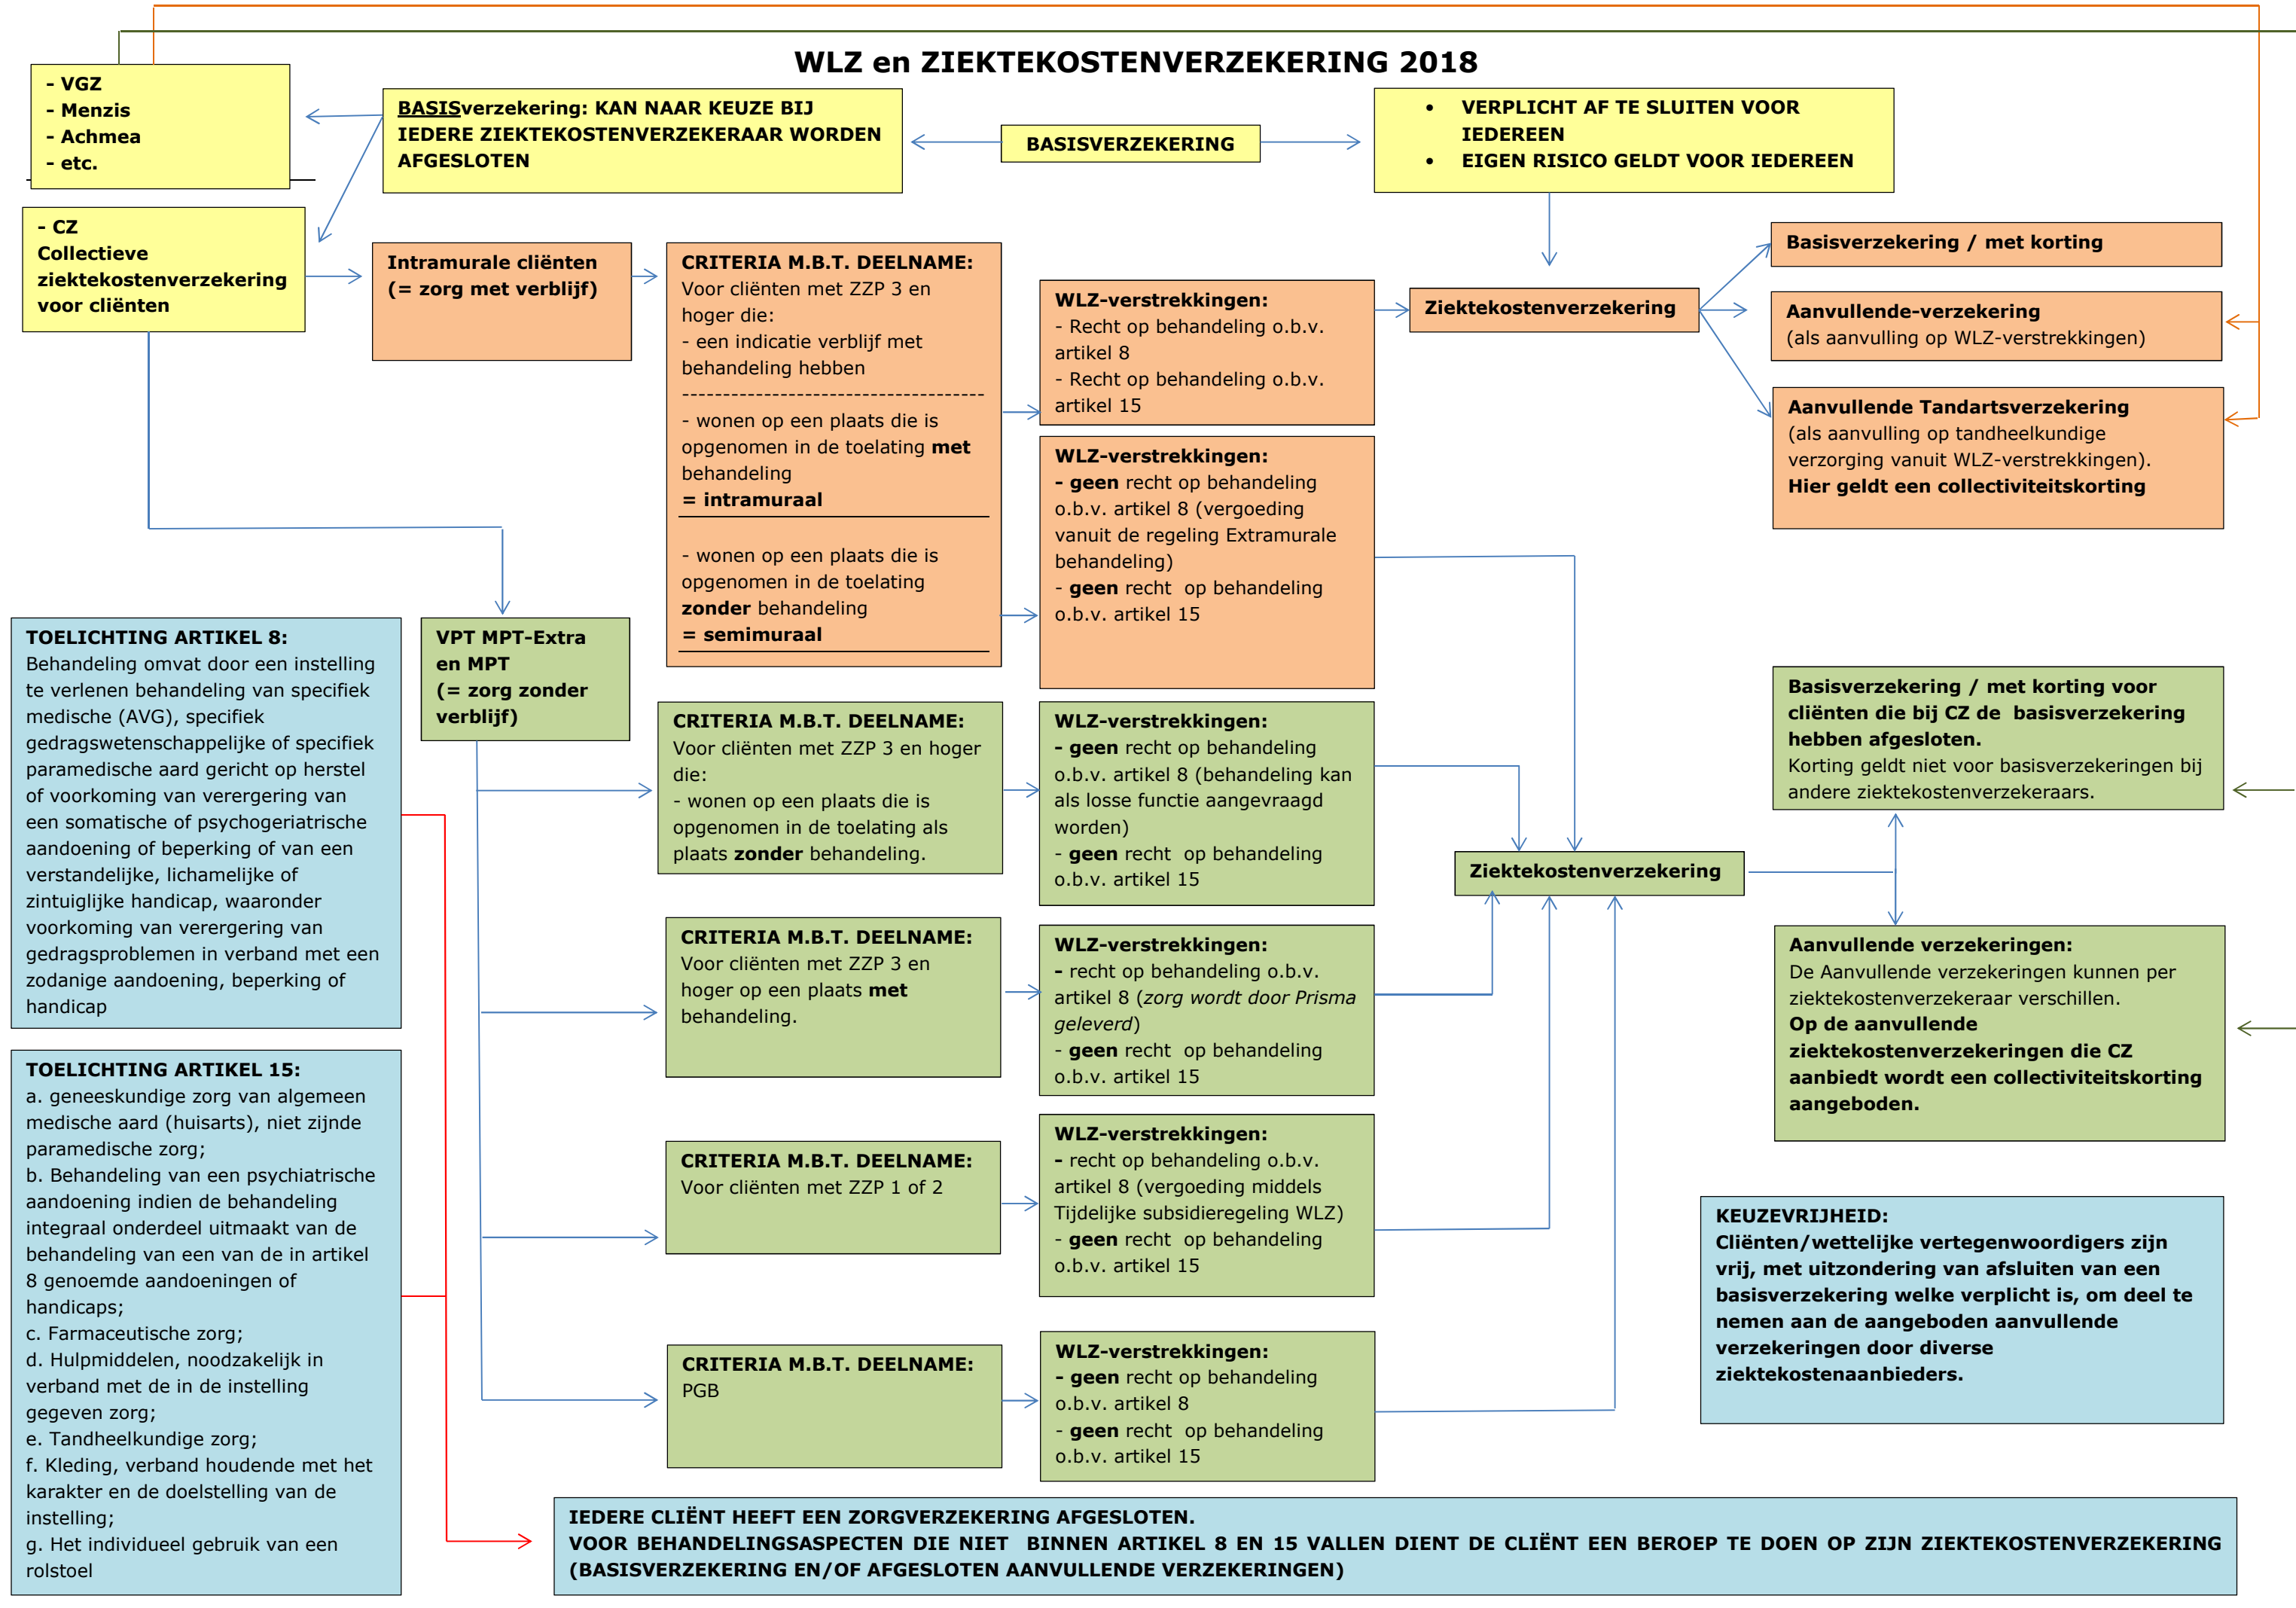 WLZ en ZIEKTEKOSTENVERZEKERING 2018
- VGZ
- Menzis
- Achmea
- etc.
BASISverzekering: KAN NAAR KEUZE BIJ
IEDERE ZIEKTEKOSTENVERZEKERAAR WORDEN
AFGESLOTEN
BASISVERZEKERING
• VERPLICHT AF TE SLUITEN VOOR
IEDEREEN
• EIGEN RISICO GELDT VOOR IEDEREEN
- CZ
Collectieve
ziektekostenverzekering
voor cliënten
Intramurale cliënten
(= zorg met verblijf)
CRITERIA M.B.T. DEELNAME:
Voor cliënten met ZZP 3 en
hoger die:
- een indicatie verblijf met
behandeling hebben
-------------------------------------
- wonen op een plaats die is
opgenomen in de toelating met
behandeling
= intramuraal
- wonen op een plaats die is
opgenomen in de toelating
zonder behandeling
= semimuraal
WLZ-verstrekkingen:
- Recht op behandeling o.b.v.
artikel 8
- Recht op behandeling o.b.v.
artikel 15
WLZ-verstrekkingen:
- geen recht op behandeling
o.b.v. artikel 8 (vergoeding
vanuit de regeling Extramurale
behandeling)
- geen recht op behandeling
o.b.v. artikel 15
Ziektekostenverzekering
Basisverzekering / met korting
Aanvullende-verzekering
(als aanvulling op WLZ-verstrekkingen)
Aanvullende Tandartsverzekering
(als aanvulling op tandheelkundige
verzorging vanuit WLZ-verstrekkingen).
Hier geldt een collectiviteitskorting
TOELICHTING ARTIKEL 8:
Behandeling omvat door een instelling
te verlenen behandeling van specifiek
medische (AVG), specifiek
gedragswetenschappelijke of specifiek
paramedische aard gericht op herstel
of voorkoming van verergering van
een somatische of psychogeriatrische
aandoening of beperking of van een
verstandelijke, lichamelijke of
zintuiglijke handicap, waaronder
voorkoming van verergering van
gedragsproblemen in verband met een
zodanige aandoening, beperking of
handicap
TOELICHTING ARTIKEL 15:
a. geneeskundige zorg van algemeen
medische aard (huisarts), niet zijnde
paramedische zorg;
b. Behandeling van een psychiatrische
aandoening indien de behandeling
integraal onderdeel uitmaakt van de
behandeling van een van de in artikel
8 genoemde aandoeningen of
handicaps;
c. Farmaceutische zorg;
d. Hulpmiddelen, noodzakelijk in
verband met de in de instelling
gegeven zorg;
e. Tandheelkundige zorg;
f. Kleding, verband houdende met het
karakter en de doelstelling van de
instelling;
g. Het individueel gebruik van een
rolstoel
VPT MPT-Extra
en MPT
(= zorg zonder
verblijf)
CRITERIA M.B.T. DEELNAME:
Voor cliënten met ZZP 3 en hoger
die:
- wonen op een plaats die is
opgenomen in de toelating als
plaats zonder behandeling.
WLZ-verstrekkingen:
- geen recht op behandeling
o.b.v. artikel 8 (behandeling kan
als losse functie aangevraagd
worden)
- geen recht op behandeling
o.b.v. artikel 15
CRITERIA M.B.T. DEELNAME:
Voor cliënten met ZZP 3 en
hoger op een plaats met
behandeling.
WLZ-verstrekkingen:
- recht op behandeling o.b.v.
artikel 8 (zorg wordt door Prisma
geleverd)
- geen recht op behandeling
o.b.v. artikel 15
CRITERIA M.B.T. DEELNAME:
Voor cliënten met ZZP 1 of 2
WLZ-verstrekkingen:
- recht op behandeling o.b.v.
artikel 8 (vergoeding middels
Tijdelijke subsidieregeling WLZ)
- geen recht op behandeling
o.b.v. artikel 15
CRITERIA M.B.T. DEELNAME:
PGB
WLZ-verstrekkingen:
- geen recht op behandeling
o.b.v. artikel 8
- geen recht op behandeling
o.b.v. artikel 15
Ziektekostenverzekering
Basisverzekering / met korting voor
cliënten die bij CZ de basisverzekering
hebben afgesloten.
Korting geldt niet voor basisverzekeringen bij
andere ziektekostenverzekeraars.
Aanvullende verzekeringen:
De Aanvullende verzekeringen kunnen per
ziektekostenverzekeraar verschillen.
Op de aanvullende
ziektekostenverzekeringen die CZ
aanbiedt wordt een collectiviteitskorting
aangeboden.
KEUZEVRIJHEID:
Cliënten/wettelijke vertegenwoordigers zijn
vrij, met uitzondering van afsluiten van een
basisverzekering welke verplicht is, om deel te
nemen aan de aangeboden aanvullende
verzekeringen door diverse
ziektekostenaanbieders.
IEDERE CLIËNT HEEFT EEN ZORGVERZEKERING AFGESLOTEN.
VOOR BEHANDELINGSASPECTEN DIE NIET BINNEN ARTIKEL 8 EN 15 VALLEN DIENT DE CLIËNT EEN BEROEP TE DOEN OP ZIJN ZIEKTEKOSTENVERZEKERING
(BASISVERZEKERING EN/OF AFGESLOTEN AANVULLENDE VERZEKERINGEN)